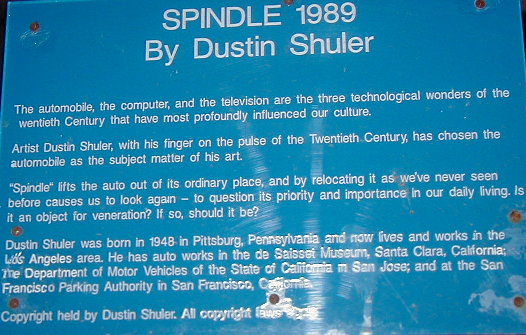 SPINDLE 1989
By Dustin Shuler
The automobile, the computer, and the television are the three technological wonders of the
wentieth Century that have most profoundly influenced our culture.
Artist Dustin Shuler, with his finger on the pulse of the Twentieth Century, has chosen the
automobile as the subject matter of his art.
"Spindle" lifts the auto out of its ordinary place, and by relocating it as we've never seen
before causes us to look again – to question its priority and importance in our daily living. Is
it an object for veneration? If so, should it be?
Dustin Shuler was born in 1948 in Pittsburg, Pennsylvania and now lives and works in the
Los Angeles area. He has auto works in the de Saisset Museum, Santa Clara, California;
The Department of Motor Vehicles of the State of California in San Jose; and at the San
Francisco Parking Authority in San Francisco, California.
Copyright held by Dustin Shuler. All copyright laws